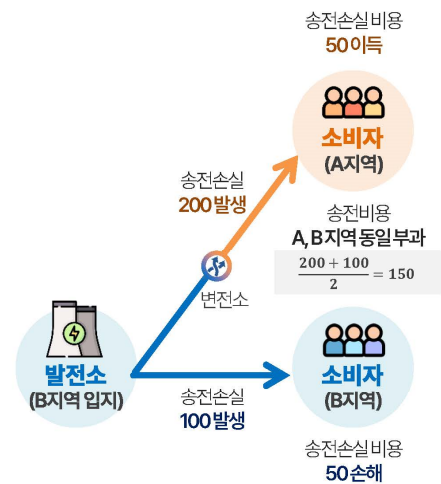 송전손실 비용
50 이득
소비자
(A지역)
송전손실
200 발생
송전비용
A, B 지역 동일 부과
200 + 100
2
= 150
변전소
발전소
(B지역 입지)
소비자
(B지역)
송전손실
100 발생
송전손실 비용
50 손해